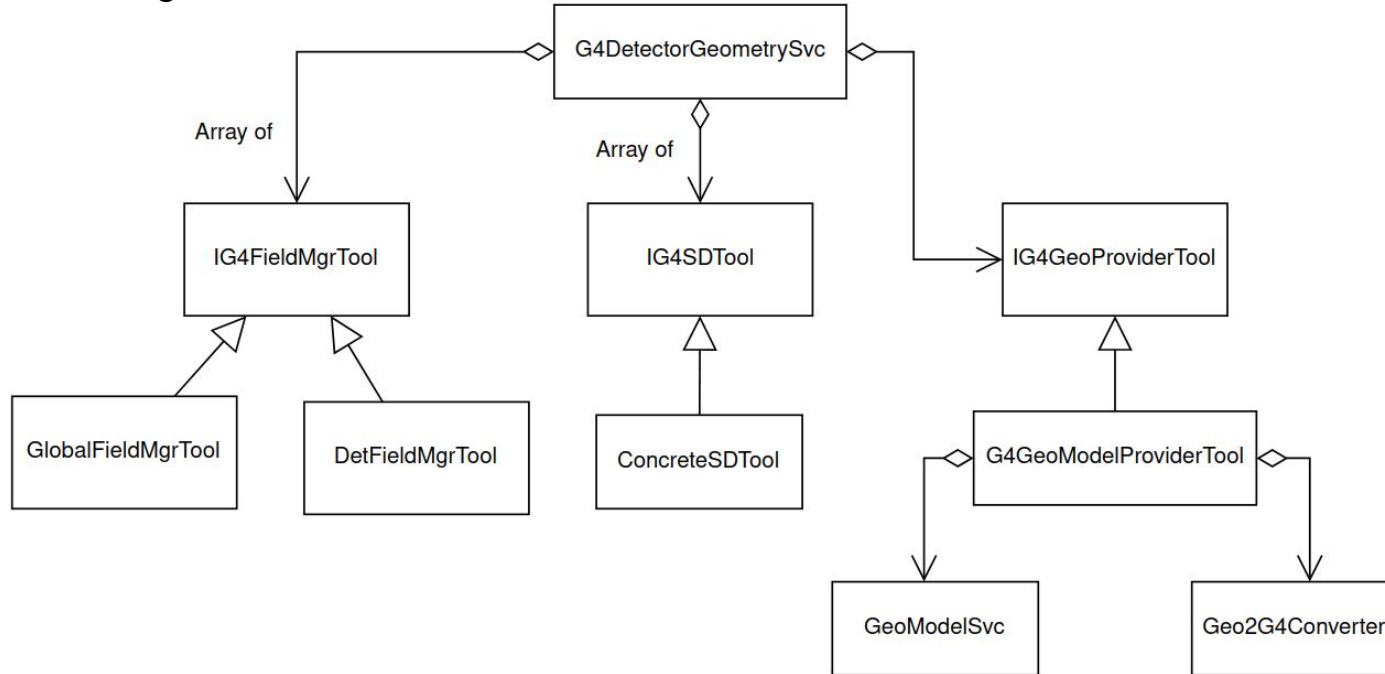 G4DetectorGeometrySvc
Array of
Array of
IG4FieldMgrTool
IG4SDTool
IG4GeoProviderTool
GlobalFieldMgrTool
DetFieldMgrTool
ConcreteSDTool
G4GeoModelProviderTool
GeoModelSvc
Geo2G4Converter